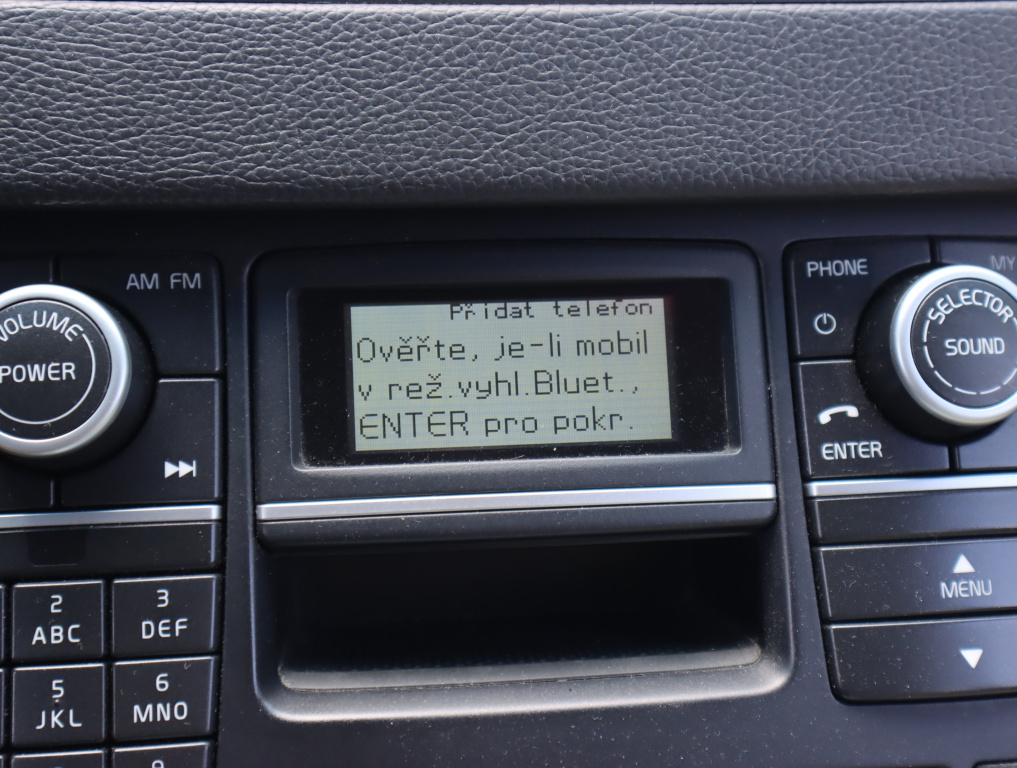 AM FM
VOLUME
POWER
Přidat telefon
Ověřte, je-li mobil
v rež.vyhl.Bluet.,
ENTER pro pokr.
PHONE
MY
SELECTOR
SOUND
ENTER
MENU
2
ABC
3
DEF
5
JKL
6
MNO